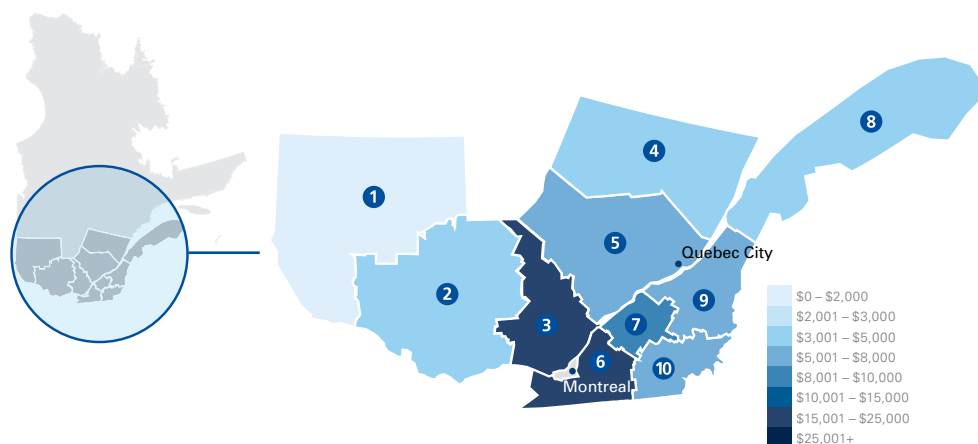 8
4
1
5
Quebec City
2
9
3
7
6
10
Montreal
$0 – $2,000
$2,001 – $3,000
$3,001 – $5,000
$5,001 – $8,000
$8,001 – $10,000
$10,001 – $15,000
$15,001 – $25,000
$25,001+